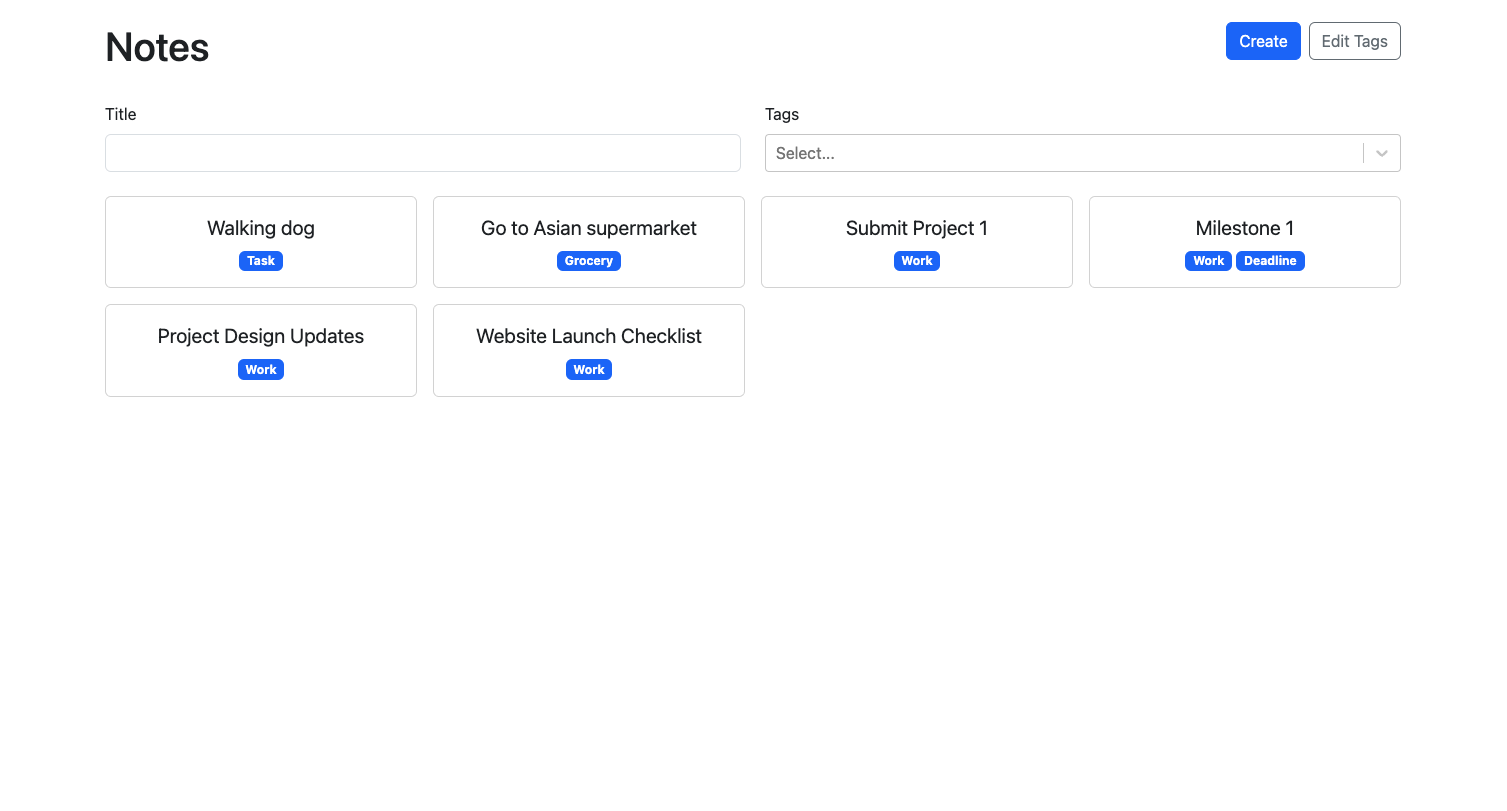 Notes
Create
Edit Tags
Title
Tags
Select...
Walking dog
Task
Go to Asian supermarket
Grocery
Submit Project 1
Work
Milestone 1
Work Deadline
Project Design Updates
Work
Website Launch Checklist
Work